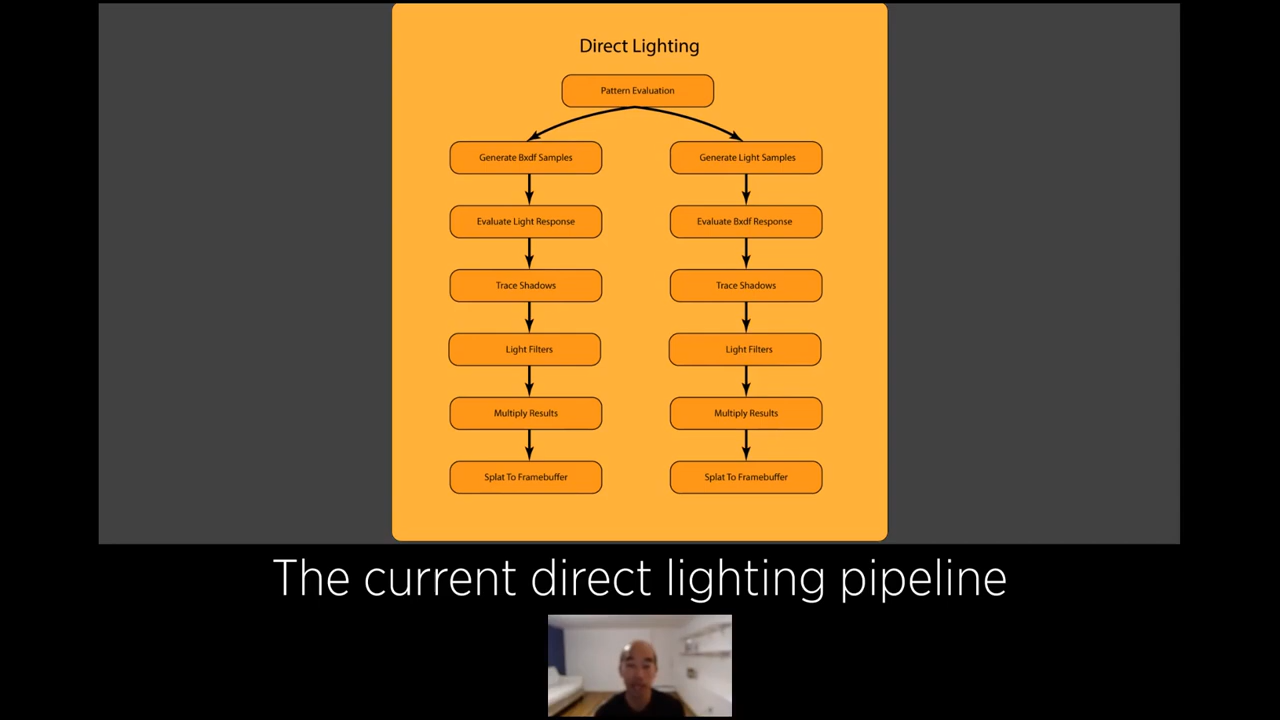 Direct Lighting
Pattern Evaluation
Generate Bxdf Samples
Generate Light Samples
Evaluate Light Response
Evaluate Bxdf Response
Trace Shadows
Trace Shadows
Light Filters
Light Filters
Multiply Results
Multiply Results
Splat To Framebuffer
Splat To Framebuffer
The current direct lighting pipeline